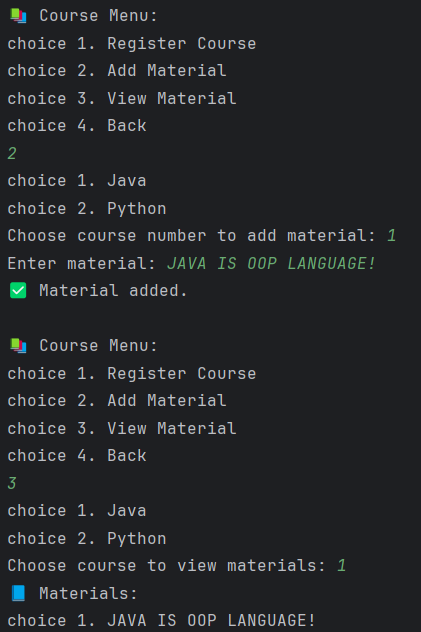 📚 Course Menu:
choice 1. Register Course
choice 2. Add Material
choice 3. View Material
choice 4. Back
2
choice 1. Java
choice 2. Python
Choose course number to add material: 1
Enter material: JAVA IS OOP LANGUAGE!
✅ Material added.
📚 Course Menu:
choice 1. Register Course
choice 2. Add Material
choice 3. View Material
choice 4. Back
3
choice 1. Java
choice 2. Python
Choose course to view materials: 1
📘 Materials:
choice 1. JAVA IS OOP LANGUAGE!